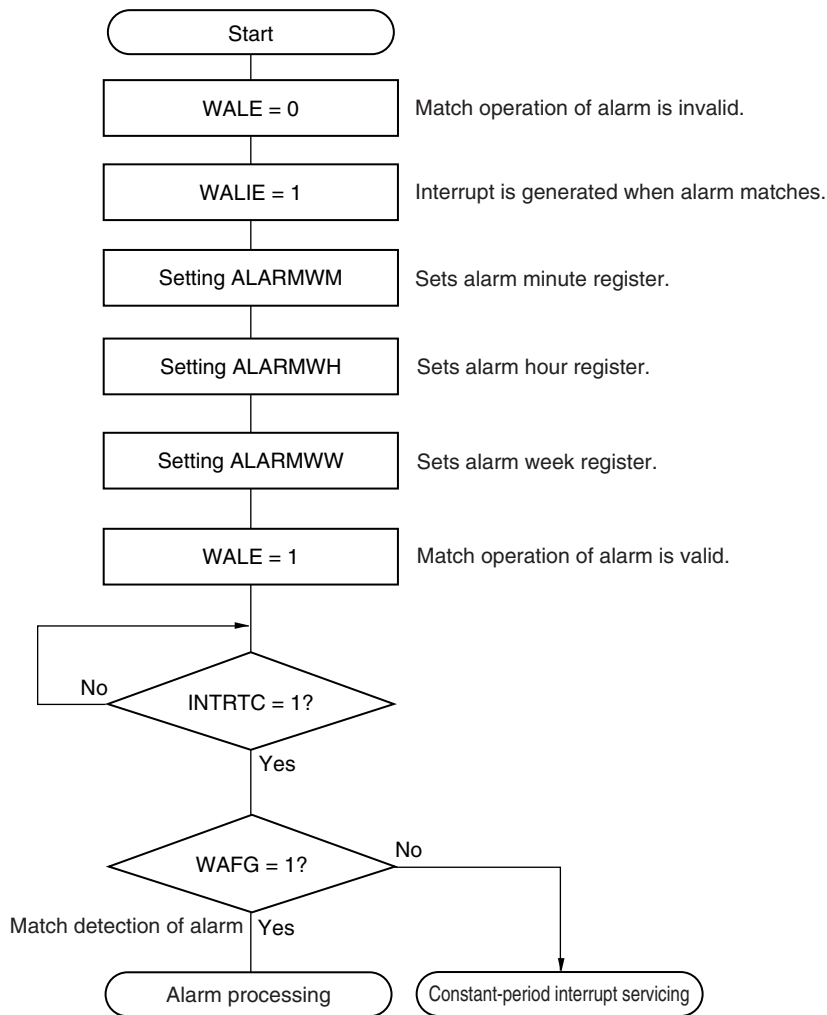 Start
WALE = 0
Match operation of alarm is invalid.
WALIE = 1
Interrupt is generated when alarm matches.
Setting ALARMWM
Sets alarm minute register.
Setting ALARMWH
Sets alarm hour register.
Setting ALARMWW
Sets alarm week register.
WALE = 1
Match operation of alarm is valid.
No
INTRTC = 1?
Yes
WAFG = 1?
No
Match detection of alarm
Yes
Alarm processing
Constant-period interrupt servicing